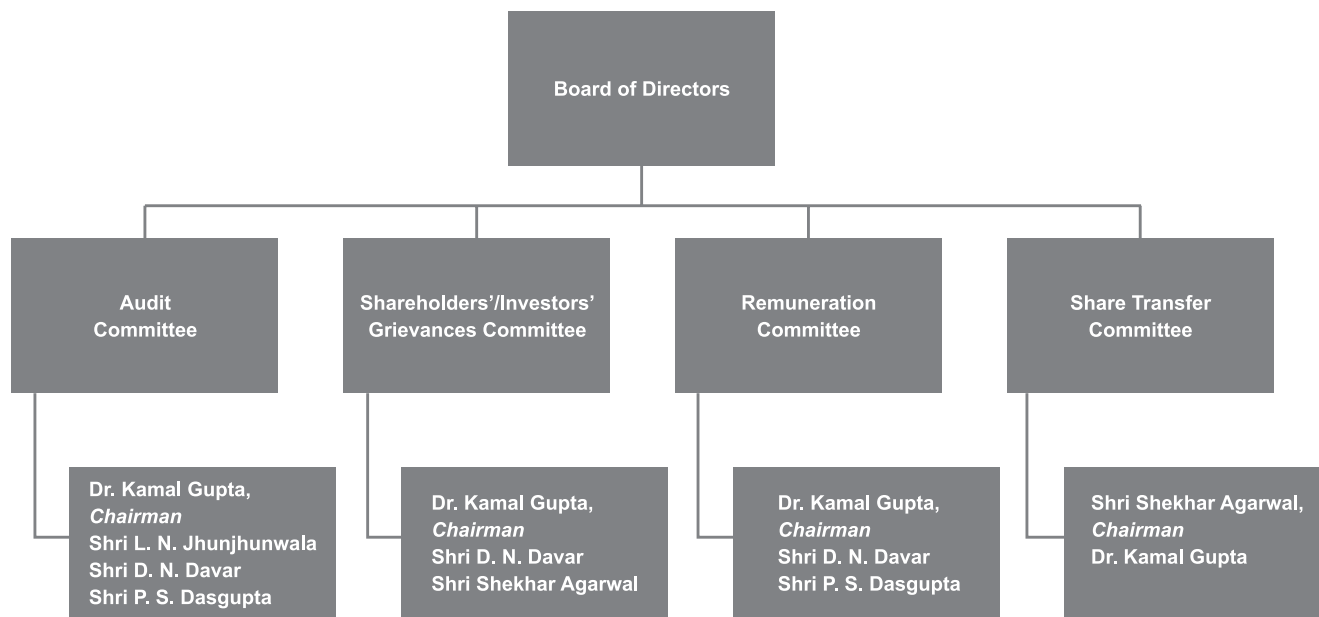 Board of Directors
Audit
Committee
Shareholders’/Investors’
Grievances Committee
Remuneration
Committee
Share Transfer
Committee
Dr. Kamal Gupta,
Chairman
Shri L. N. Jhunjhunwala
Shri D. N. Davar
Shri P. S. Dasgupta
Dr. Kamal Gupta,
Chairman
Shri D. N. Davar
Shri Shekhar Agarwal
Dr. Kamal Gupta,
Chairman
Shri D. N. Davar
Shri P. S. Dasgupta
Shri Shekhar Agarwal,
Chairman
Dr. Kamal Gupta